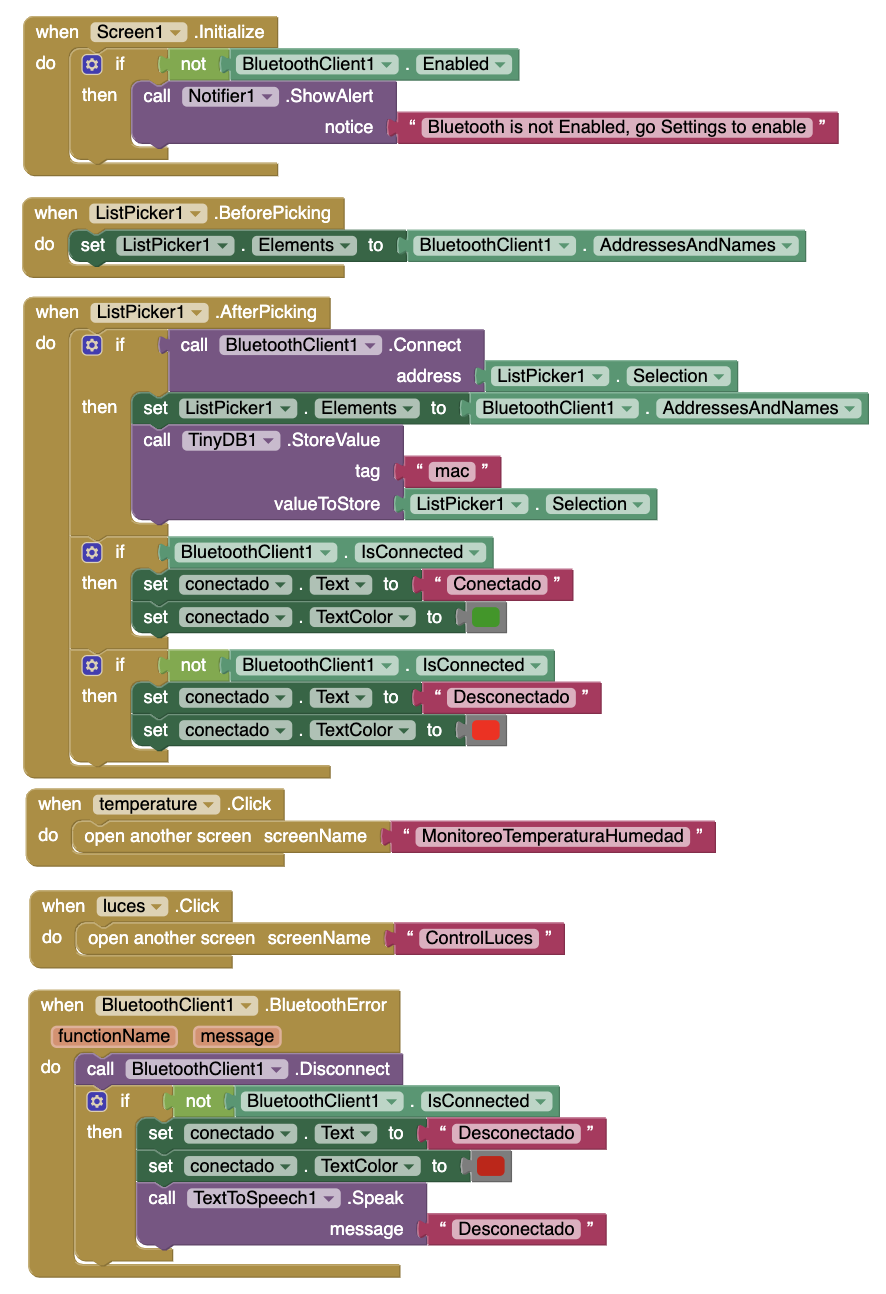 when Screen1 .Initialize
do if not BluetoothClient1 . Enabled
then call Notifier1 .ShowAlert
notice “ Bluetooth is not Enabled, go Settings to enable ”
when ListPicker1 .BeforePicking
do set ListPicker1 . Elements to BluetoothClient1 . AddressesAndNames
when ListPicker1 .AfterPicking
do if call BluetoothClient1 .Connect
address ListPicker1 . Selection
then set ListPicker1 . Elements to BluetoothClient1 . AddressesAndNames
call TinyDB1 .StoreValue
tag “ mac ”
valueToStore ListPicker1 . Selection
if BluetoothClient1 . IsConnected
then set conectado . Text to “ Conectado ”
set conectado . TextColor to
if not BluetoothClient1 . IsConnected
then set conectado . Text to “ Desconectado ”
set conectado . TextColor to
when temperature .Click
do open another screen screenName “ MonitoreoTemperaturaHumedad ”
when luces .Click
do open another screen screenName “ ControlLuces ”
when BluetoothClient1 .BluetoothError
functionName message
do call BluetoothClient1 .Disconnect
if not BluetoothClient1 . IsConnected
then set conectado . Text to “ Desconectado ”
set conectado . TextColor to
call TextToSpeech1 .Speak
message “ Desconectado ”